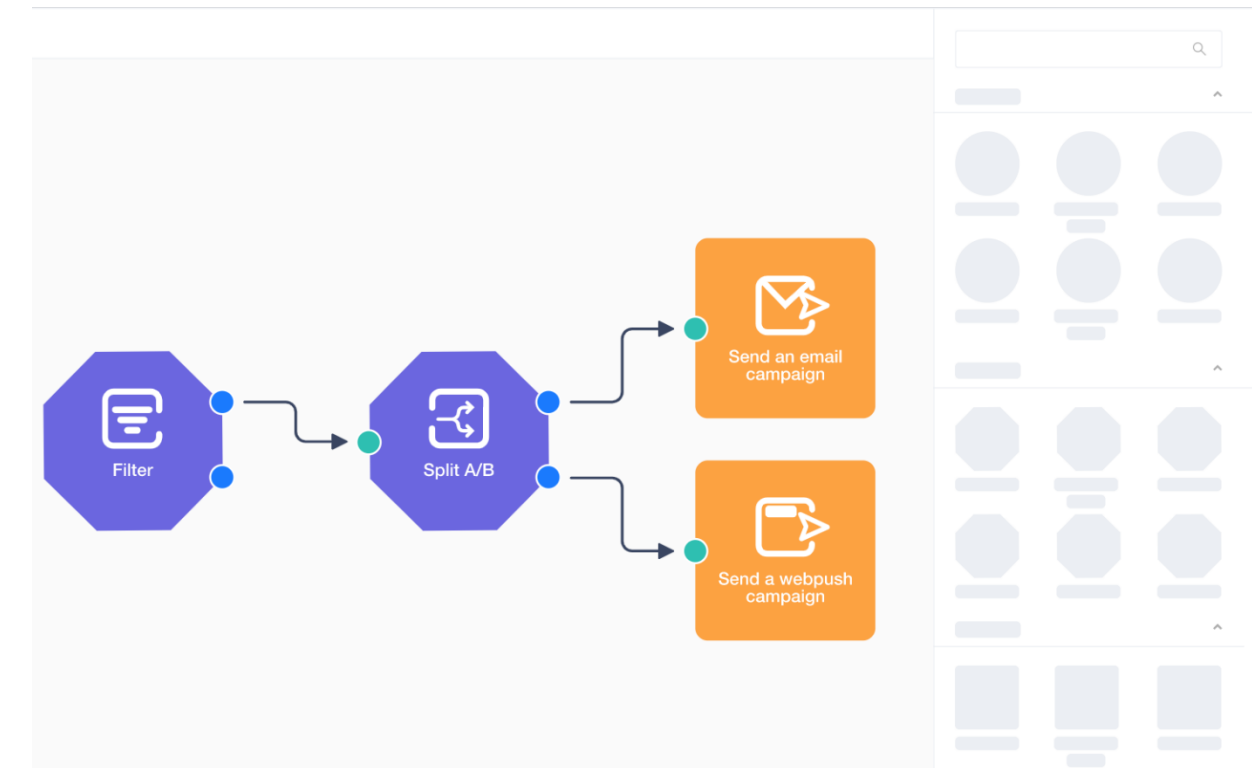 Filter
Split A/B
Send an email
campaign
Send a webpush
campaign